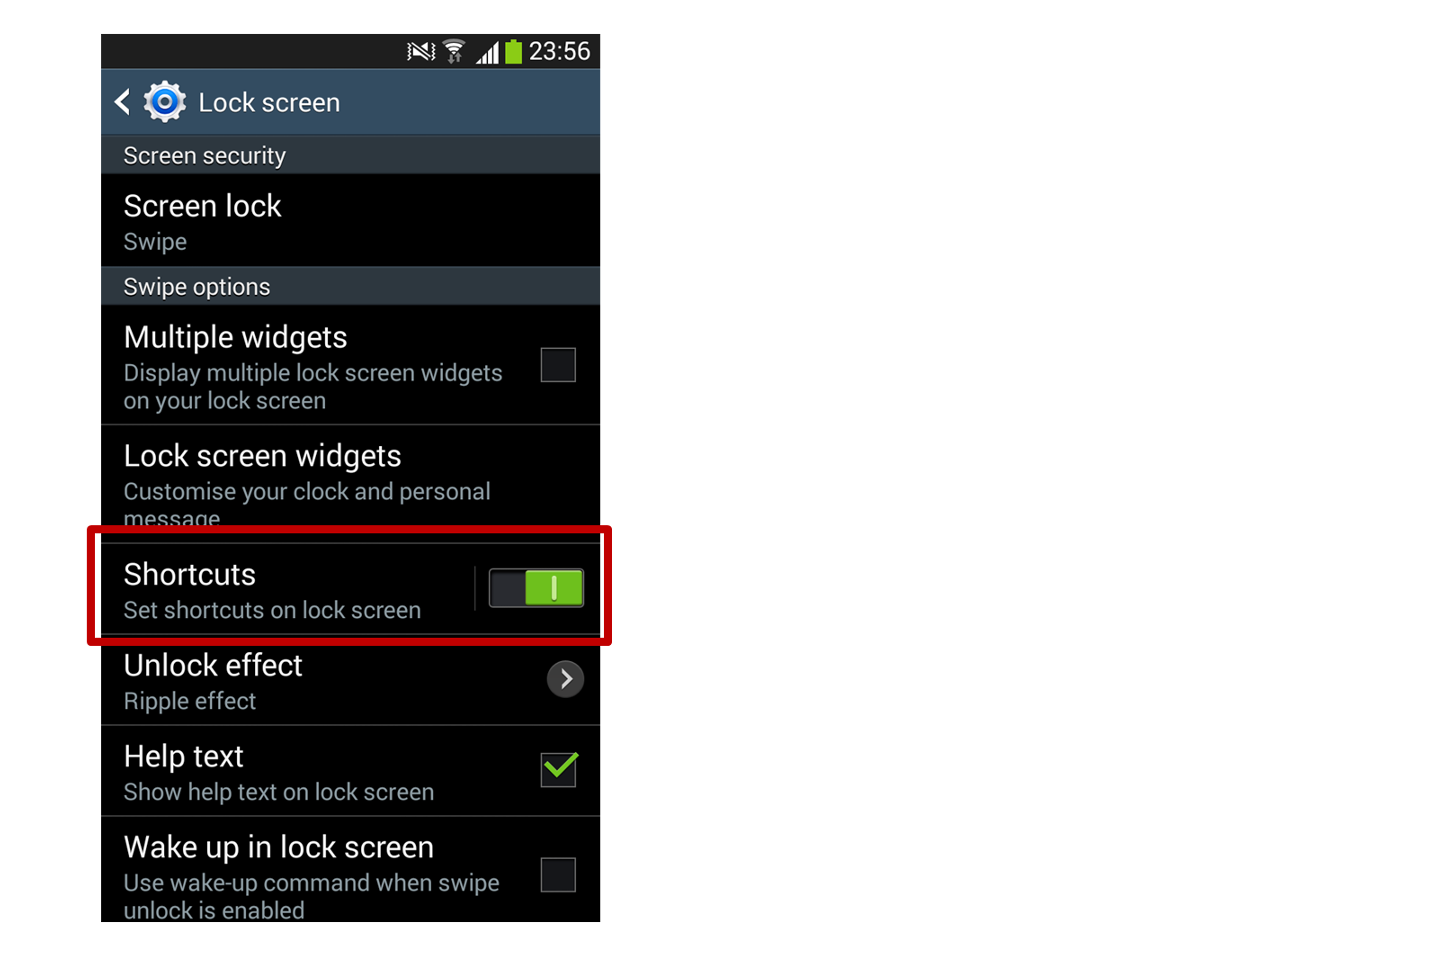 23:56
Lock screen
Screen security
Screen lock
Swipe
Swipe options
Multiple widgets
Display multiple lock screen widgets
on your lock screen
Lock screen widgets
Customise your clock and personal
message
Shortcuts
Set shortcuts on lock screen
Unlock effect
Ripple effect
Help text
Show help text on lock screen
Wake up in lock screen
Use wake-up command when swipe
unlock is enabled